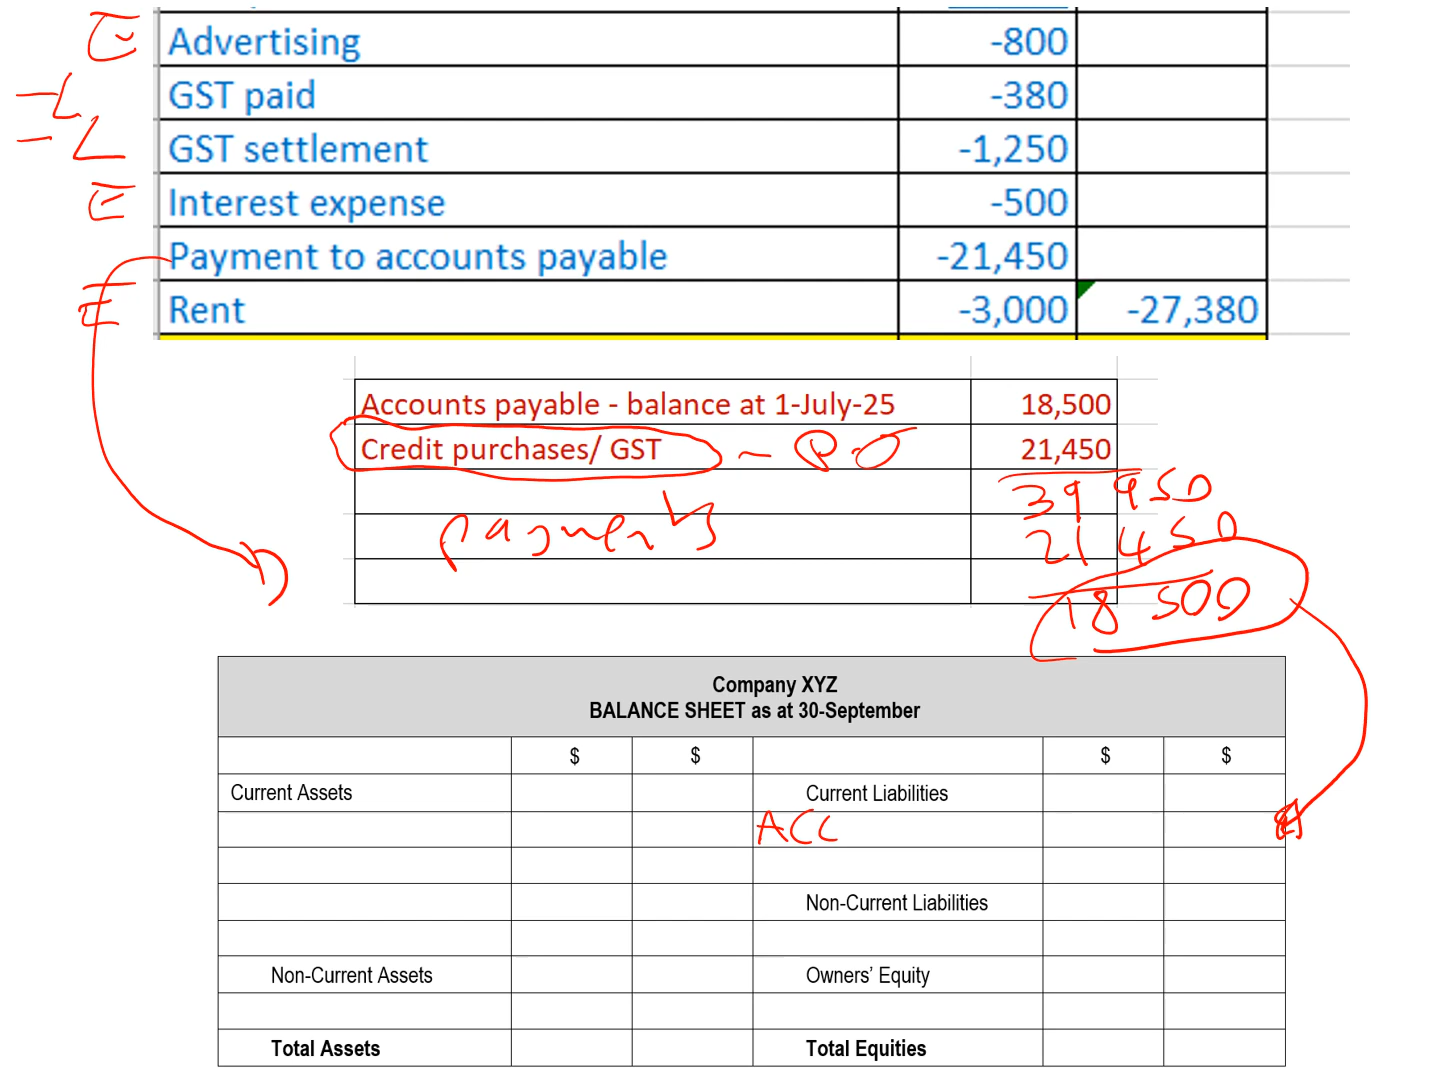 E Advertising -800
-L GST paid -380
-L GST settlement -1,250
E Interest expense -500
Payment to accounts payable -21,450
E Rent -3,000 -27,380
Accounts payable - balance at 1-July-25 18,500
Credit purchases/ GST 21,450
39 950
payments 21 450
18 500
Company XYZ
BALANCE SHEET as at 30-September
$ $ $ $
Current Assets Current Liabilities
ACC
Non-Current Liabilities
Non-Current Assets Owners’ Equity
Total Assets Total Equities